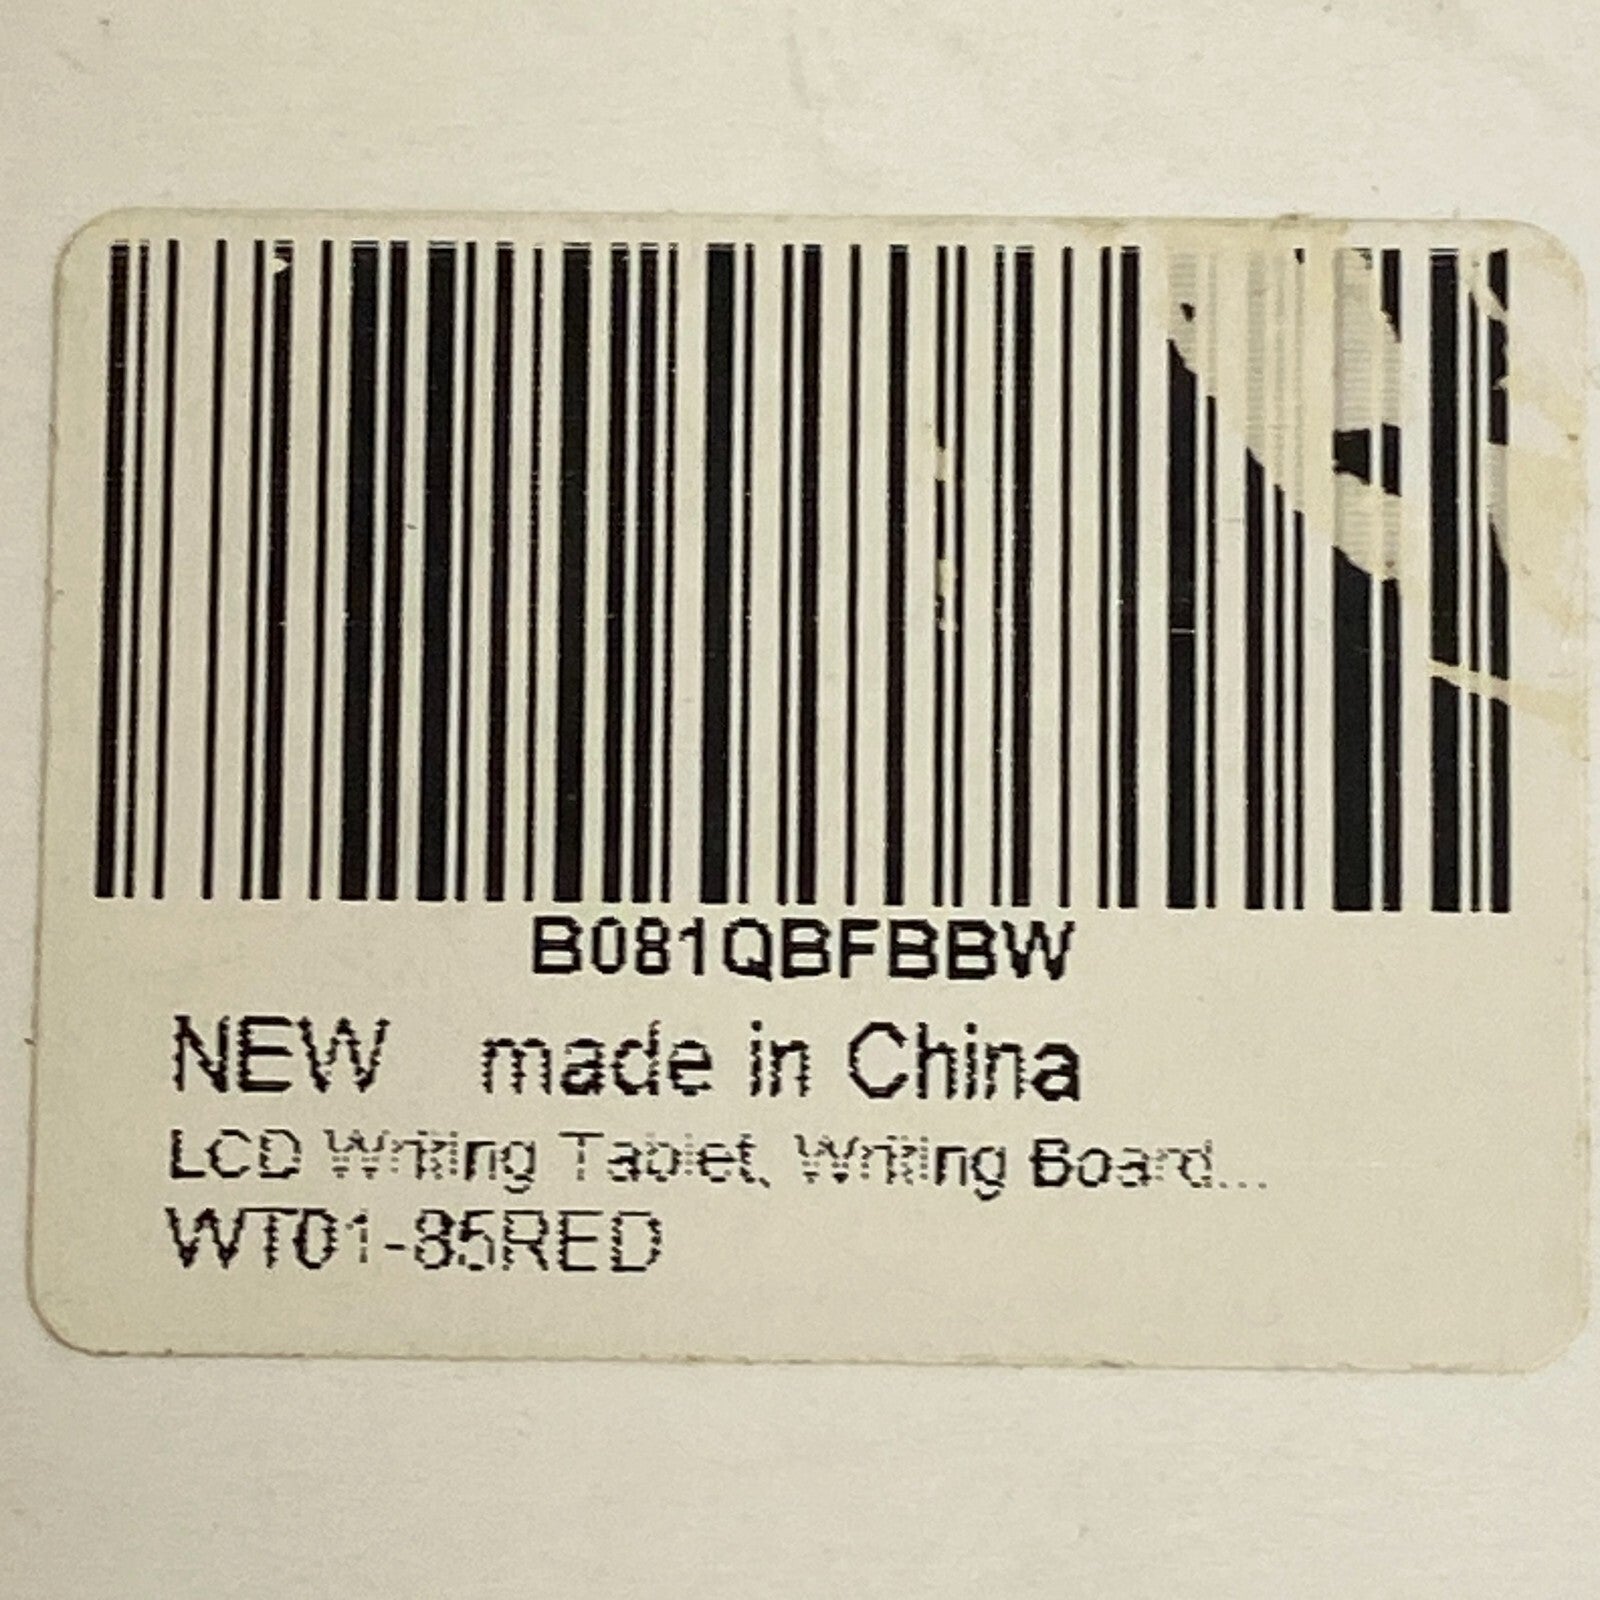 B081QBFBBW
NEW made in China
LCD Writing Tablet, Writing Board...
WT01-85RED